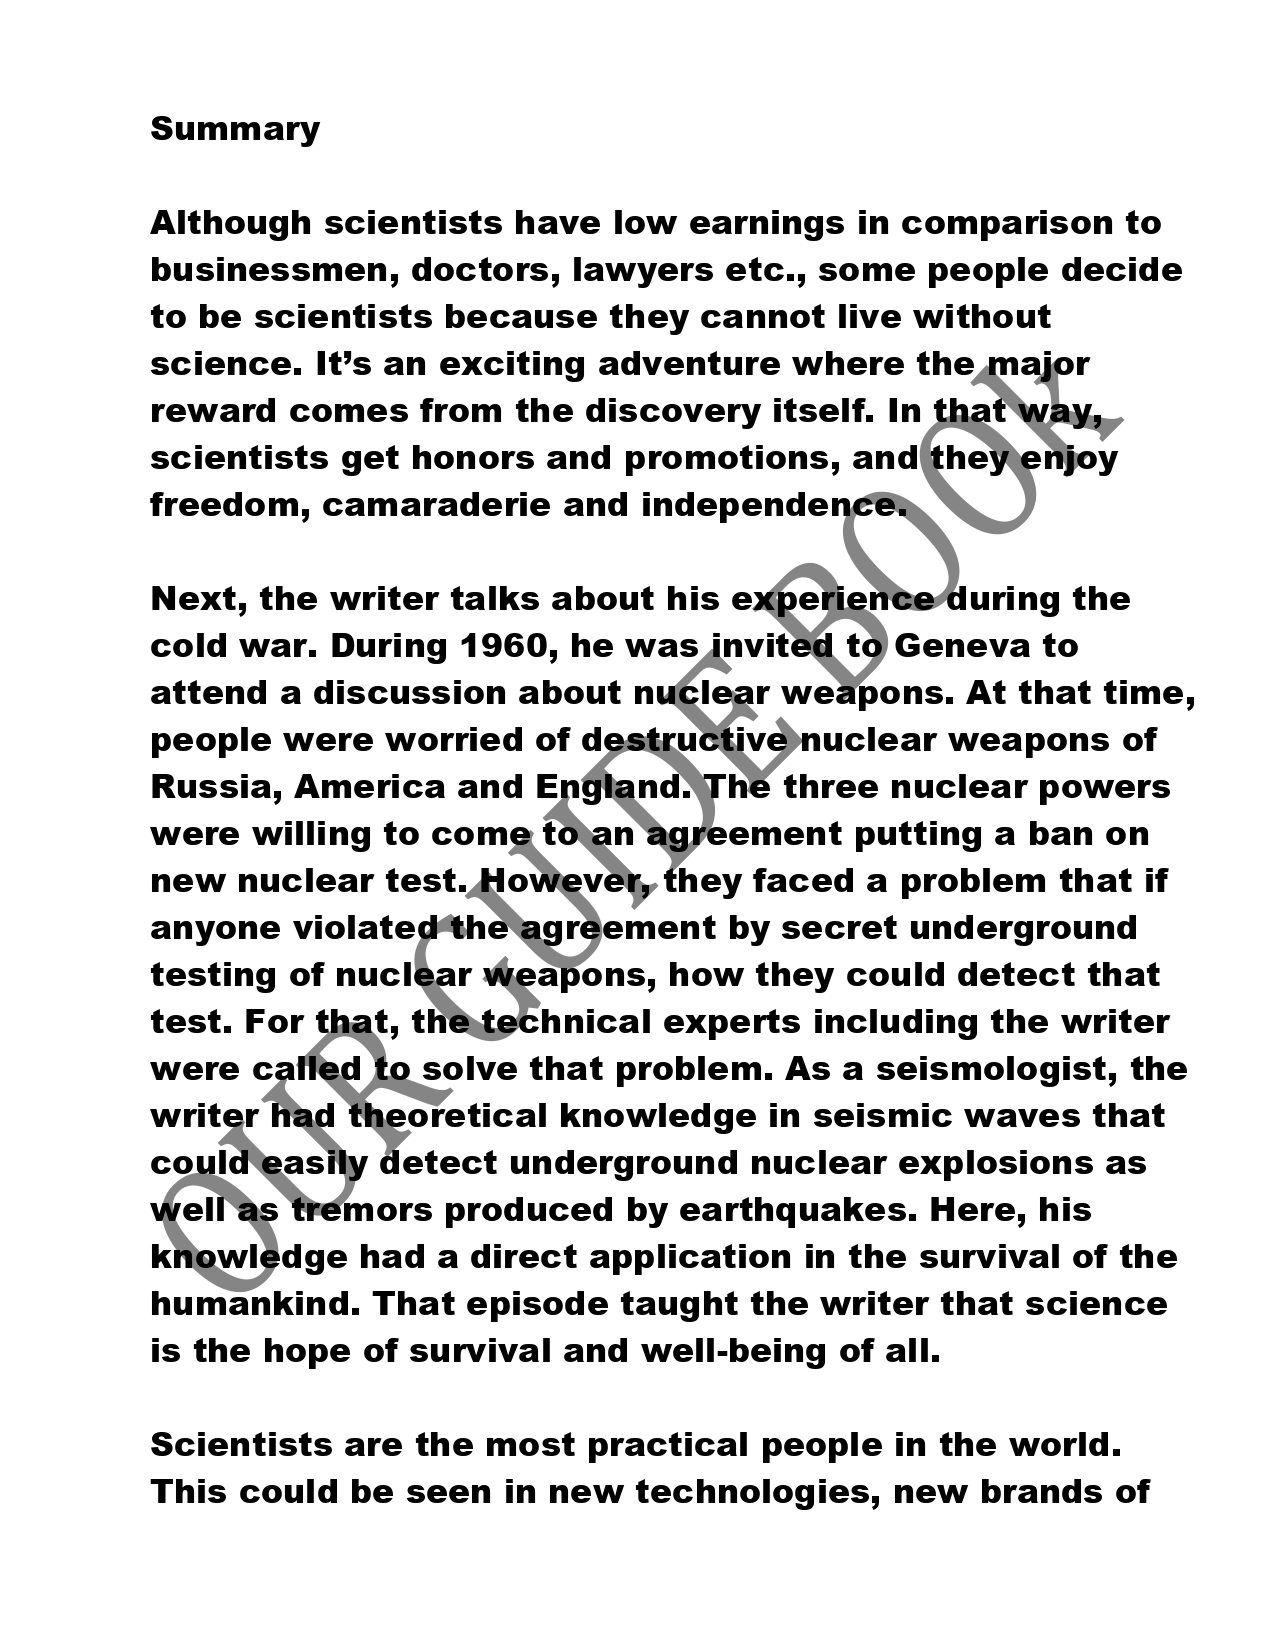 Summary
Although scientists have low earnings in comparison to
businessmen, doctors, lawyers etc., some people decide
to be scientists because they cannot live without
science. It’s an exciting adventure where the major
reward comes from the discovery itself. In that way,
scientists get honors and promotions, and they enjoy
freedom, camaraderie and independence.
Next, the writer talks about his experience during the
cold war. During 1960, he was invited to Geneva to
attend a discussion about nuclear weapons. At that time,
people were worried of destructive nuclear weapons of
Russia, America and England. The three nuclear powers
were willing to come to an agreement putting a ban on
new nuclear test. However, they faced a problem that if
anyone violated the agreement by secret underground
testing of nuclear weapons, how they could detect that
test. For that, the technical experts including the writer
were called to solve that problem. As a seismologist, the
writer had theoretical knowledge in seismic waves that
could easily detect underground nuclear explosions as
well as tremors produced by earthquakes. Here, his
knowledge had a direct application in the survival of the
humankind. That episode taught the writer that science
is the hope of survival and well-being of all.
Scientists are the most practical people in the world.
This could be seen in new technologies, new brands of
OUR GUIDE BOOk